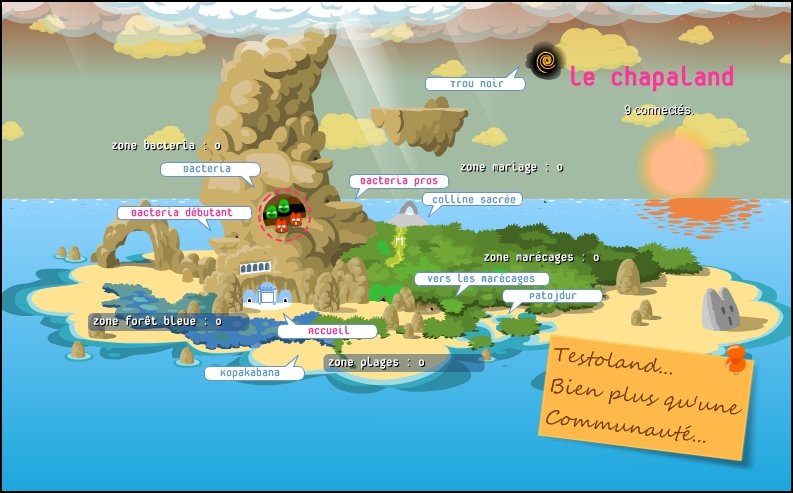 Trou noir
le chapaland
9 connectés.
zone bacteria : 0
Bacteria
zone mariage : 0
Bacteria pros
colline sacrée
Bacteria débutant
zone marécages : 0
vers les marécages
Patojdur
zone forêt bleue : 0
Accueil
zone plages : 0
Kopakabana
Testoland...
Bien plus qu'une
Communauté...